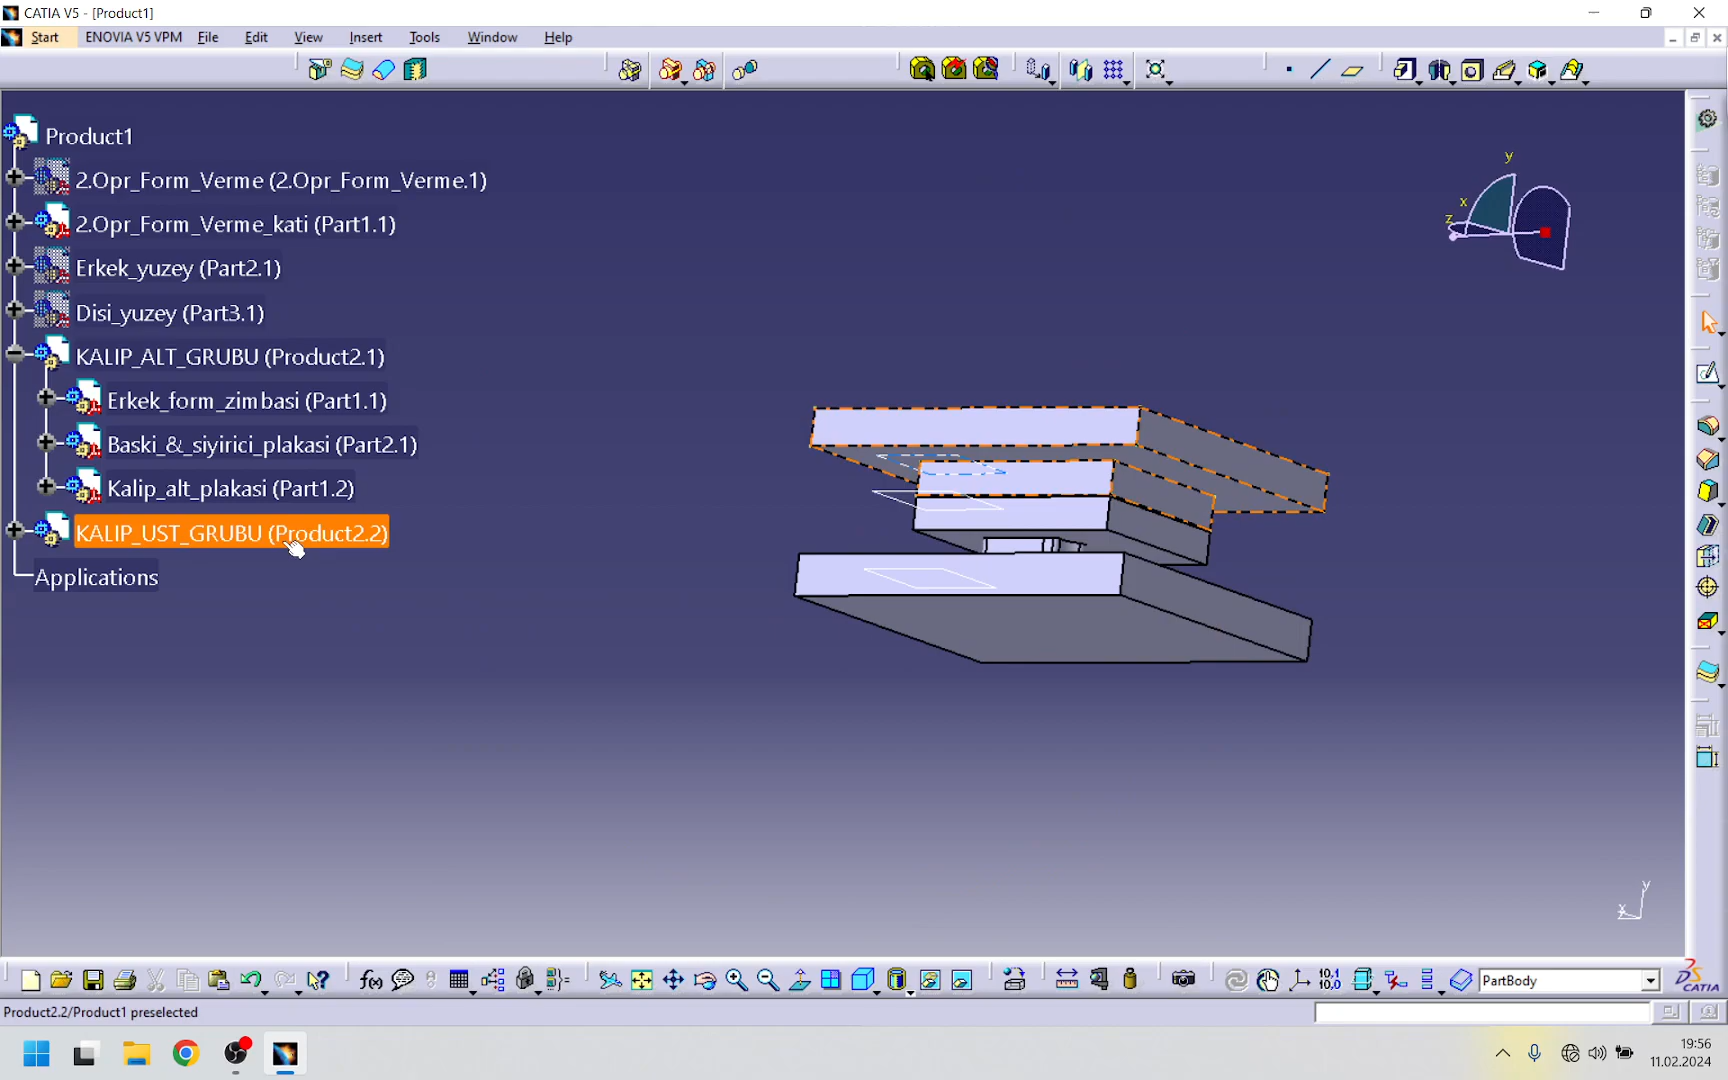 CATIA V5 - [Product1]
Start ENOVIA V5 VPM File Edit View Insert Tools Window Help
Product1
2.Opr_Form_Verme (2.Opr_Form_Verme.1)
2.Opr_Form_Verme_kati (Part1.1)
Erkek_yuzey (Part2.1)
Disi_yuzey (Part3.1)
KALIP_ALT_GRUBU (Product2.1)
Erkek_form_zimbasi (Part1.1)
Baski_&_siyirici_plakasi (Part2.1)
Kalip_alt_plakasi (Part1.2)
KALIP_UST_GRUBU (Product2.2)
Applications
y
x
z
y
x
PartBody
CATIA
Product2.2/Product1 preselected
19:56
11.02.2024